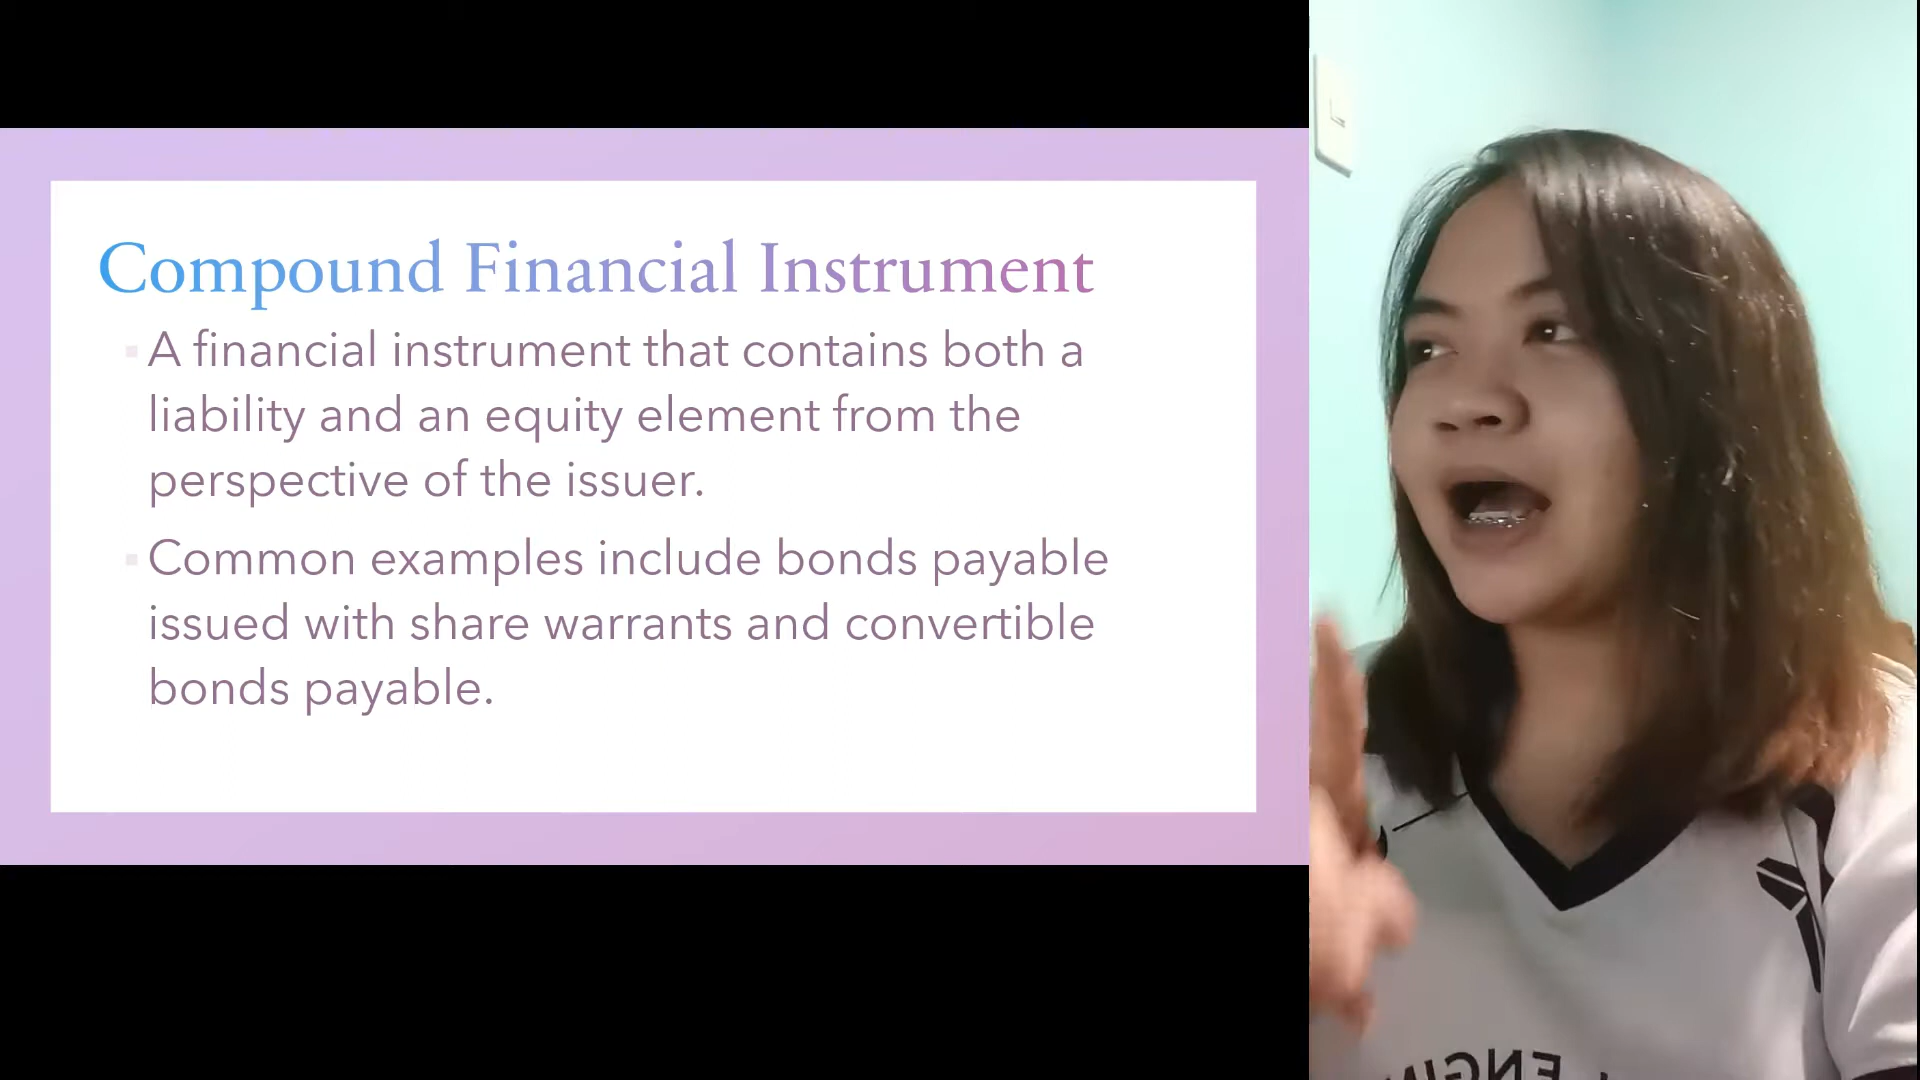 Compound Financial Instrument
A financial instrument that contains both a
liability and an equity element from the
perspective of the issuer.
Common examples include bonds payable
issued with share warrants and convertible
bonds payable.